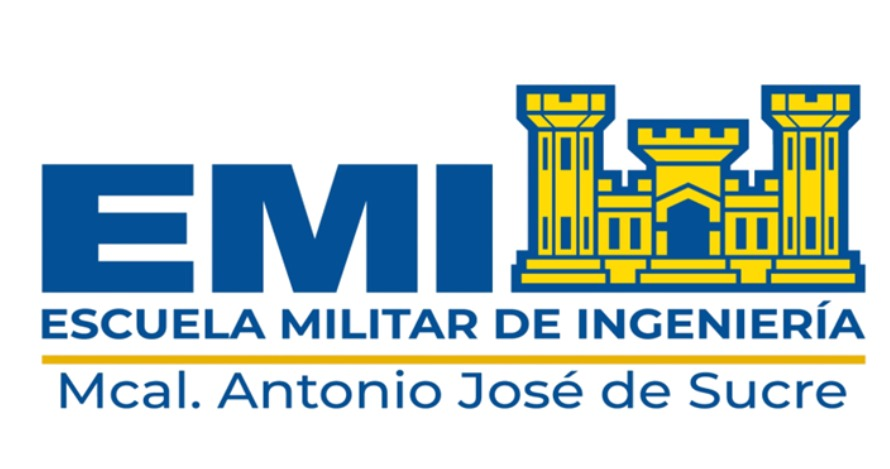 EMI
ESCUELA MILITAR DE INGENIERÍA
Mcal. Antonio José de Sucre